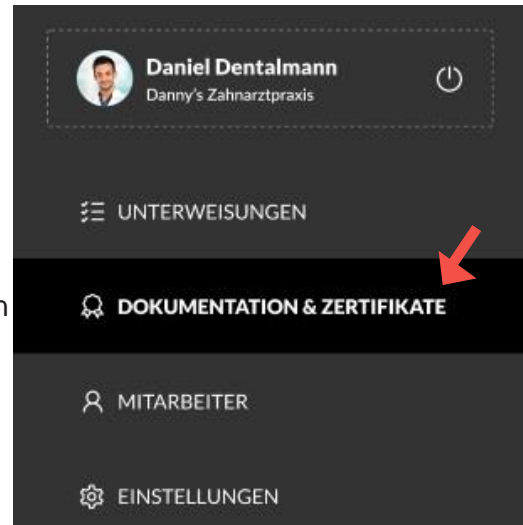 Daniel Dentalmann
Danny's Zahnarztpraxis
UNTERWEISUNGEN
n
DOKUMENTATION & ZERTIFIKATE
MITARBEITER
EINSTELLUNGEN